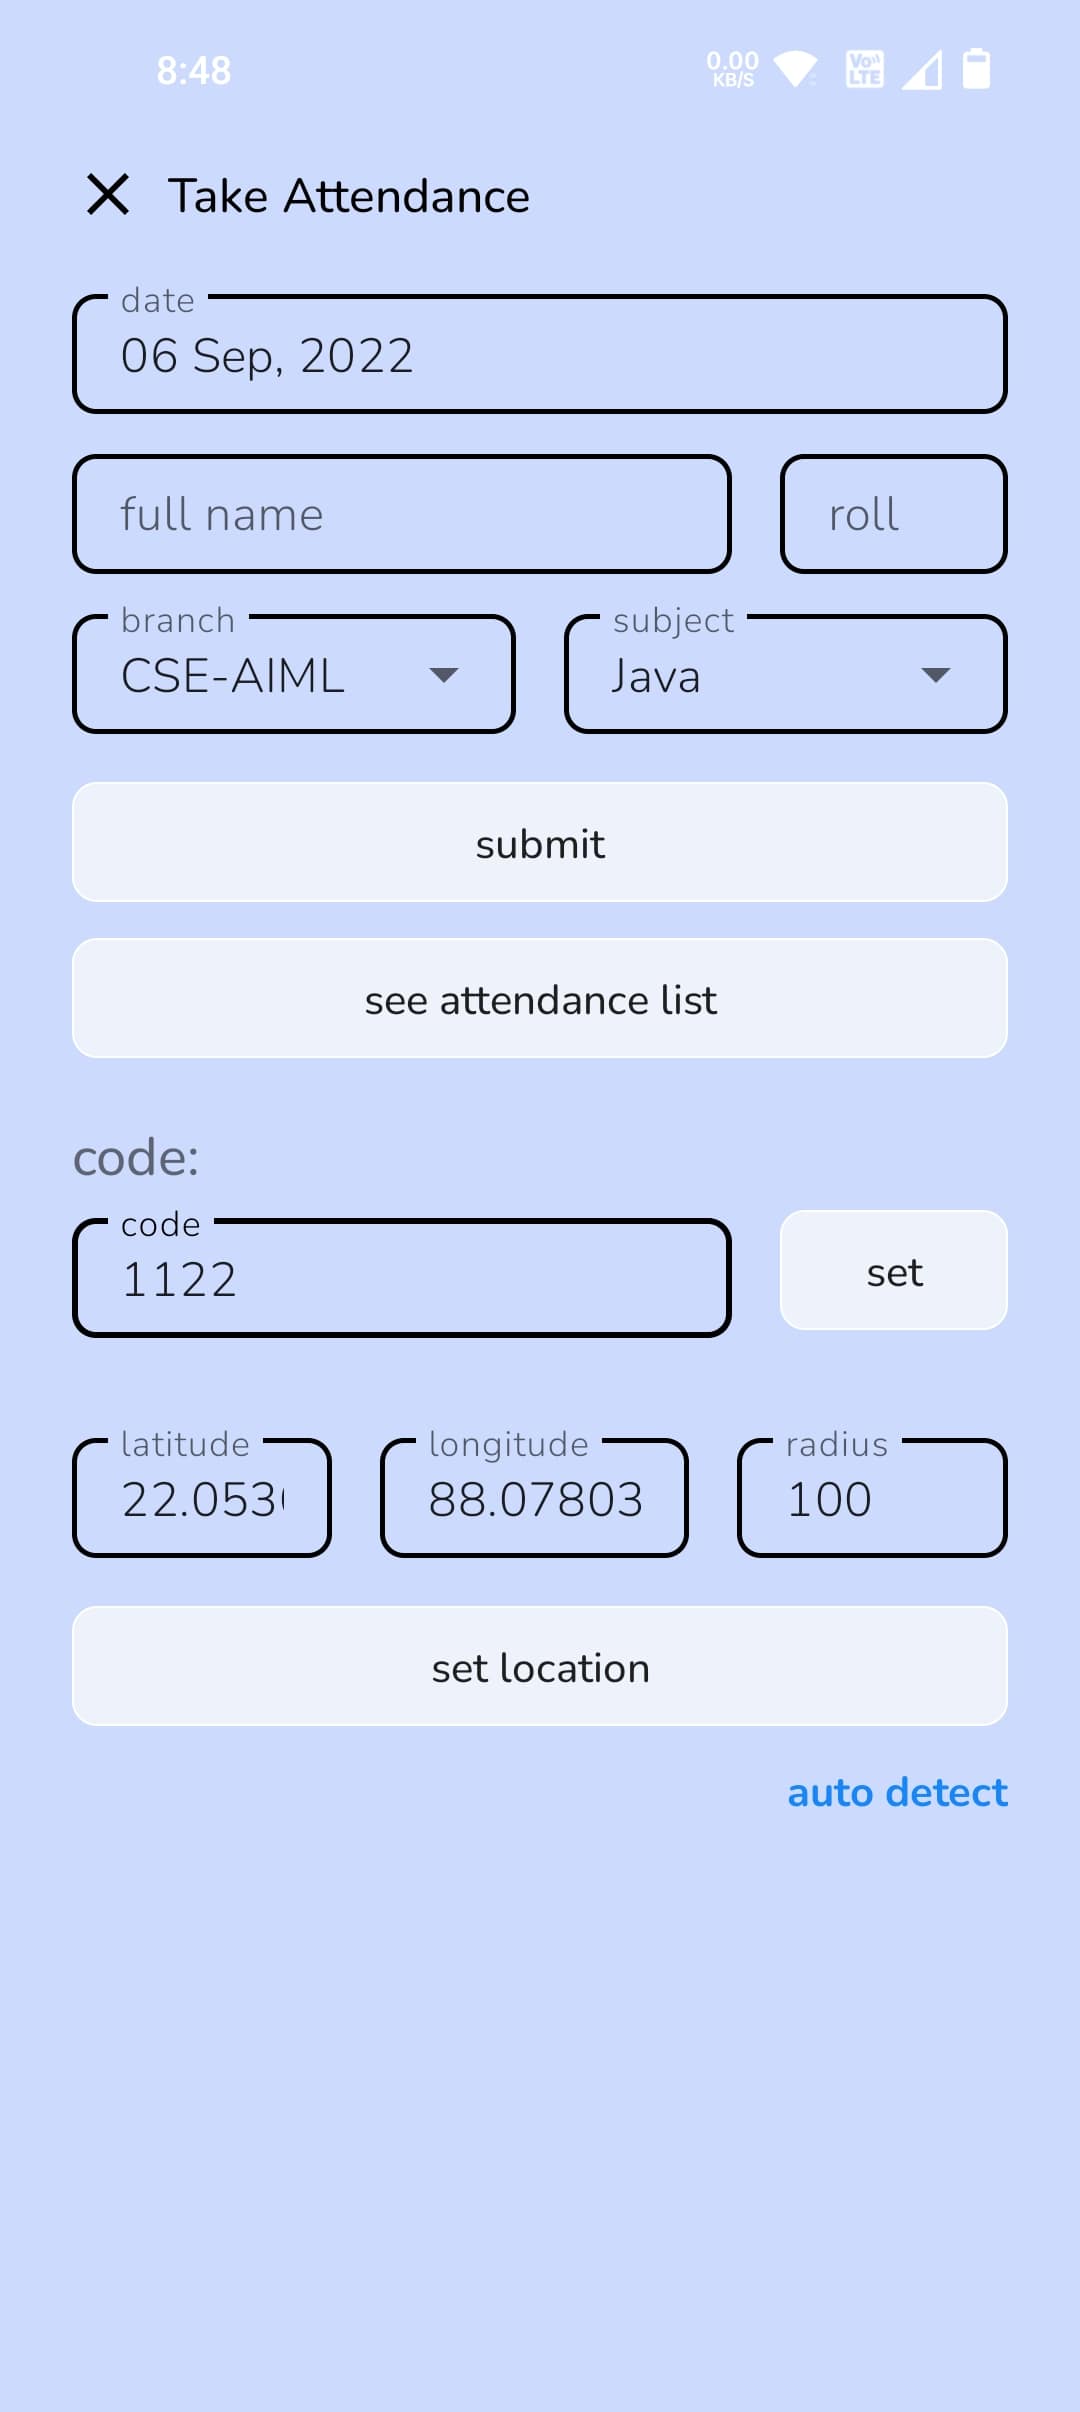 8:48
0.00
KB/S
Vo
LTE
Take Attendance
date
06 Sep, 2022
full name
roll
branch
CSE-AIML
subject
Java
submit
see attendance list
code:
code
1122
set
latitude
22.053
longitude
88.07803
radius
100
set location
auto detect